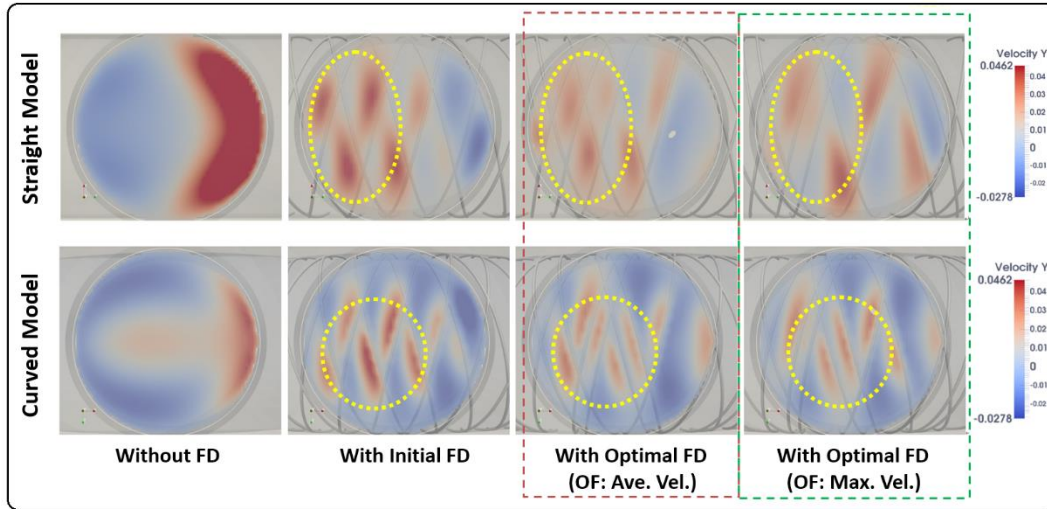 Straight Model
Velocity Y
0.0462
0.04
0.03
0.02
0.01
0
-0.01
-0.02
-0.0278
Curved Model
Velocity Y
0.0462
0.04
0.03
0.02
0.01
0
-0.01
-0.02
-0.0278
Without FD
With Initial FD
With Optimal FD
(OF: Ave. Vel.)
With Optimal FD
(OF: Max. Vel.)